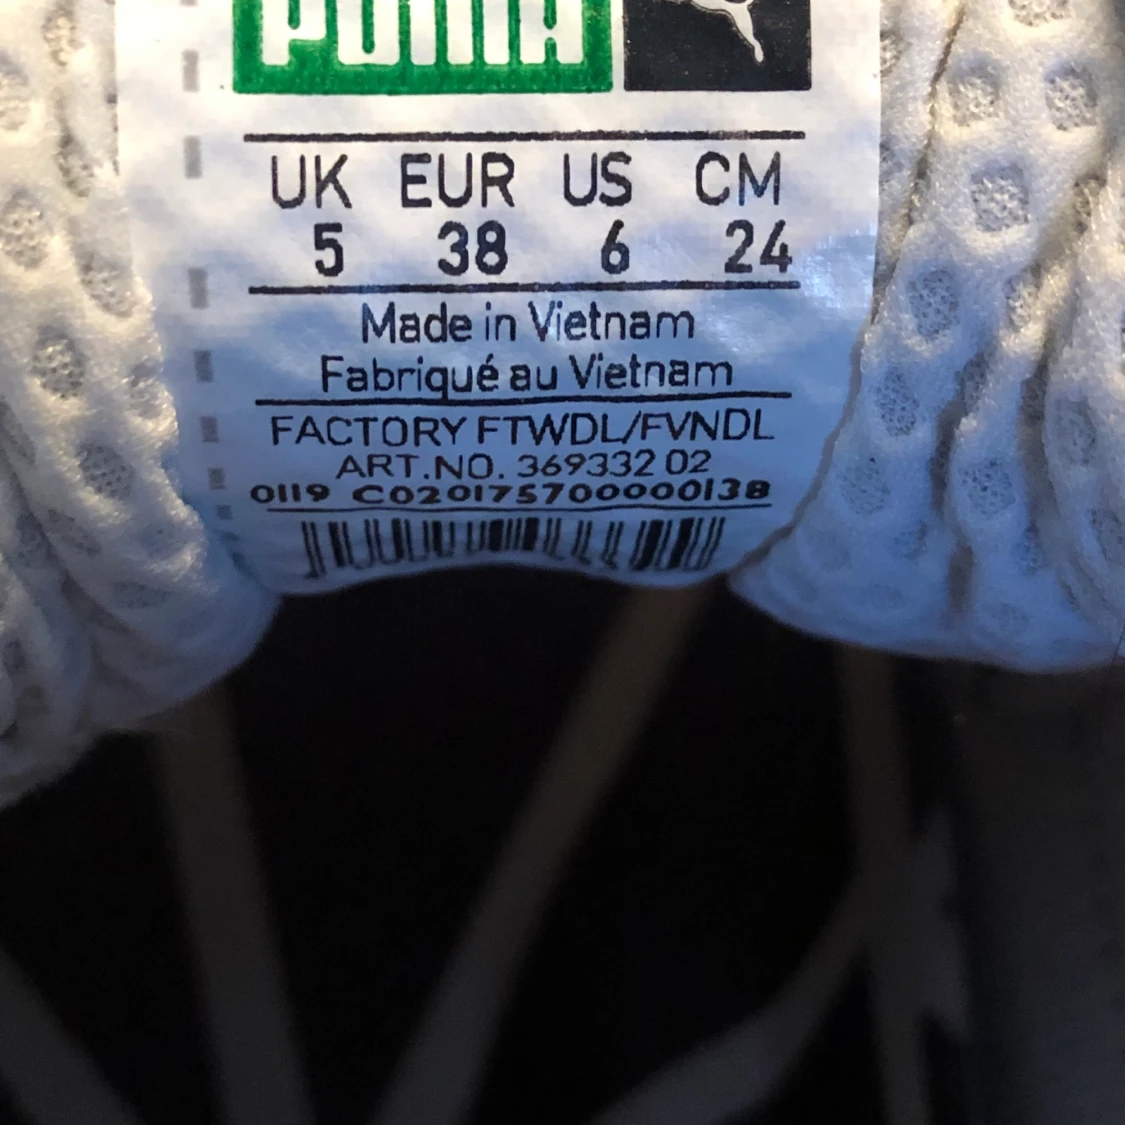 PUMA
UK EUR US CM
5 38 6 24
Made in Vietnam
Fabriqué au Vietnam
FACTORY FTWDL/FVNDL
ART.NO. 369332 02
0119 C0201757000000138